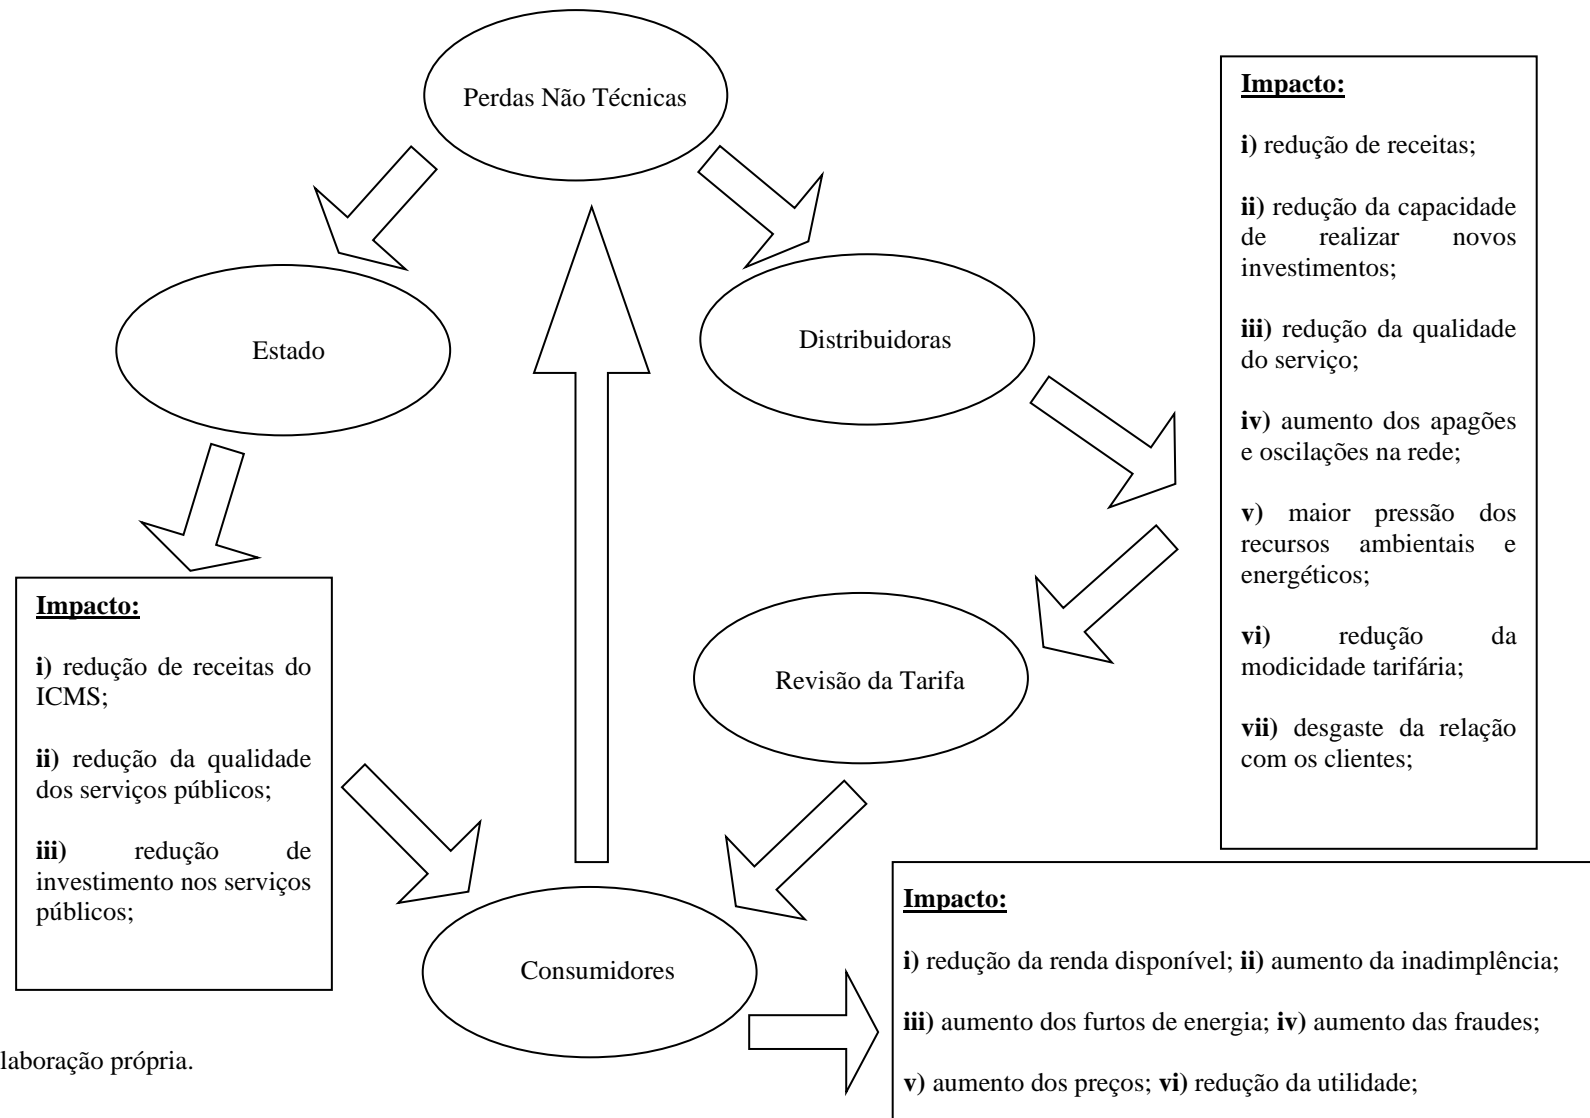 Perdas Não Técnicas
Estado
Distribuidoras
Impacto:
i) redução de receitas;
ii) redução da capacidade
de realizar novos
investimentos;
iii) redução da qualidade
do serviço;
iv) aumento dos apagões
e oscilações na rede;
v) maior pressão dos
recursos ambientais e
energéticos;
vi) redução da
modicidade tarifária;
vii) desgaste da relação
com os clientes;
Impacto:
i) redução de receitas do
ICMS;
ii) redução da qualidade
dos serviços públicos;
iii) redução de
investimento nos serviços
públicos;
Revisão da Tarifa
Consumidores
Impacto:
i) redução da renda disponível; ii) aumento da inadimplência;
iii) aumento dos furtos de energia; iv) aumento das fraudes;
v) aumento dos preços; vi) redução da utilidade;
laboração própria.